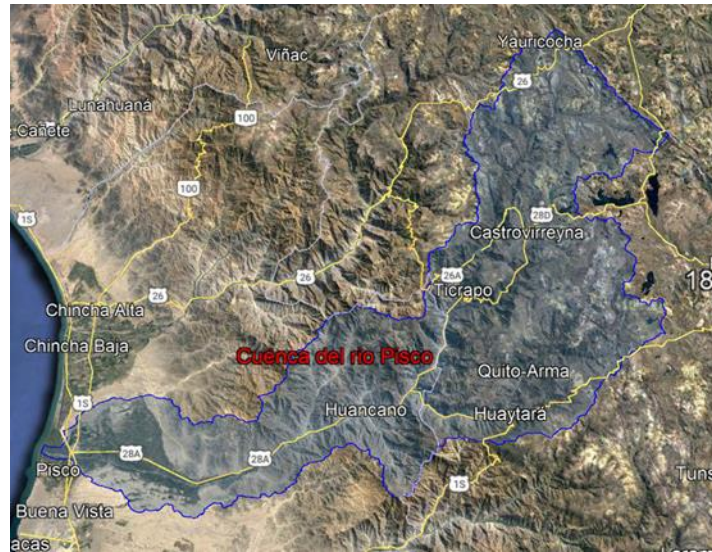 Yauricocha
Viñac
26
Lunahuaná
100
e Cañete
100
1S
28D
Castrovirreyna
26A
26
Ticrapo
18
Chincha Alta
Chincha Baja
Cuenca del río Pisco
Quito-Arma
1S
Huancano
Huaytará
28A
28A
Pisco
1S
Tuns
Buena Vista
acas